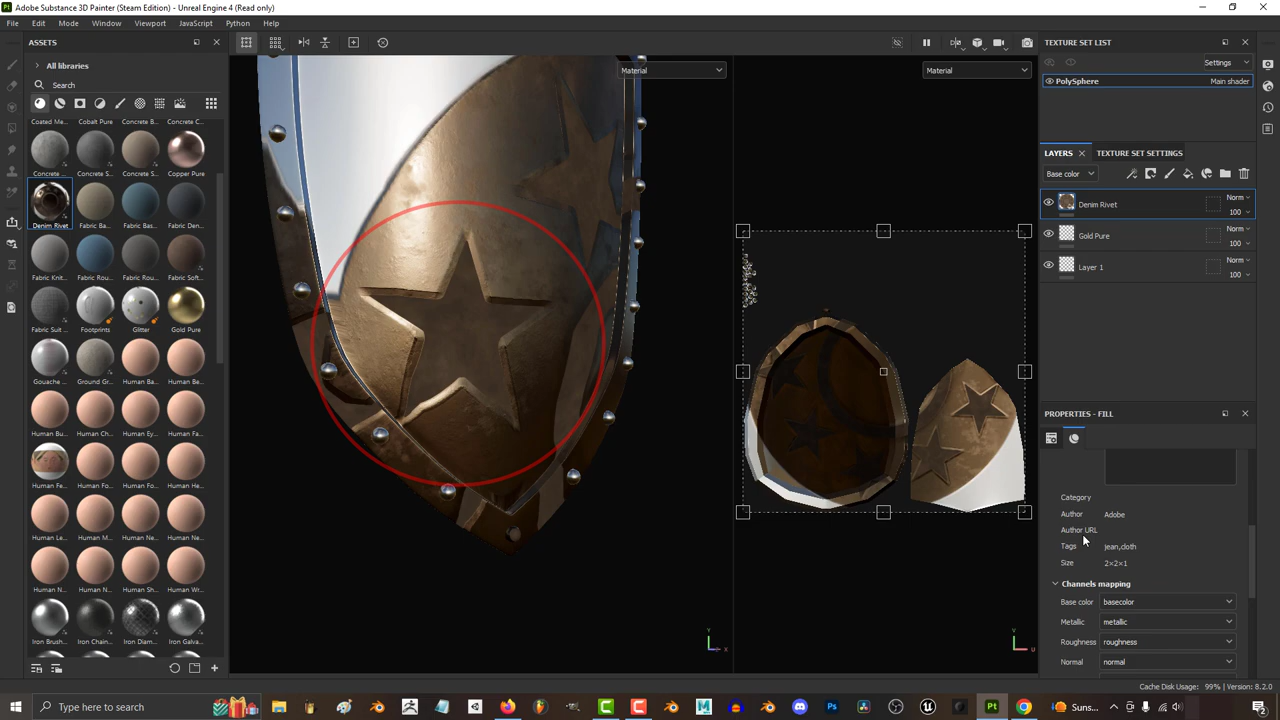 Adobe Substance 3D Painter (Steam Edition) - Unreal Engine 4 (Read only)
File Edit Mode Window Viewport JavaScript Python Help
ASSETS
All libraries
Search
Coated Me... Cobalt Pure Concrete B... Concrete C...
Concrete ... Concrete S... Concrete S... Copper Pure
Denim Rivet Fabric Ba... Fabric Bas... Fabric Den...
Fabric Knit... Fabric Rou... Fabric Rou... Fabric Soft...
Fabric Suit ... Footprints Glitter Gold Pure
Gouache ... Ground Gr... Human Ba... Human Be...
Human Bu... Human Ch... Human Ey... Human Fa...
Human Fe... Human Fo... Human Fo... Human He...
Human Le... Human M... Human N... Human N...
Human N... Human N... Human Sh... Human Wr...
Iron Brush... Iron Chain... Iron Diam... Iron Galva...
Material
Material
Y
X
V
U
TEXTURE SET LIST
Settings
PolySphere Main shader
LAYERS TEXTURE SET SETTINGS
Base color
Denim Rivet Norm 100
Gold Pure Norm 100
Layer 1 Norm 100
PROPERTIES - FILL
Category
Author Adobe
Author URL
Tags jean,cloth
Size 2×2×1
Channels mapping
Base color basecolor
Metallic metallic
Roughness roughness
Normal normal
Cache Disk Usage: 99% | Version: 8.2.0
Type here to search
Suns...